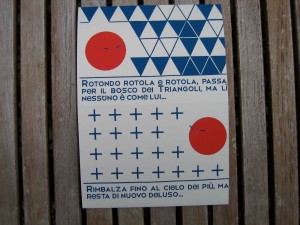 Rotondo rotola e rotola, passa
per il bosco dei Triangoli, ma lì
nessuno è come lui...
Rimbalza fino al cielo dei più, ma
resta di nuovo deluso...